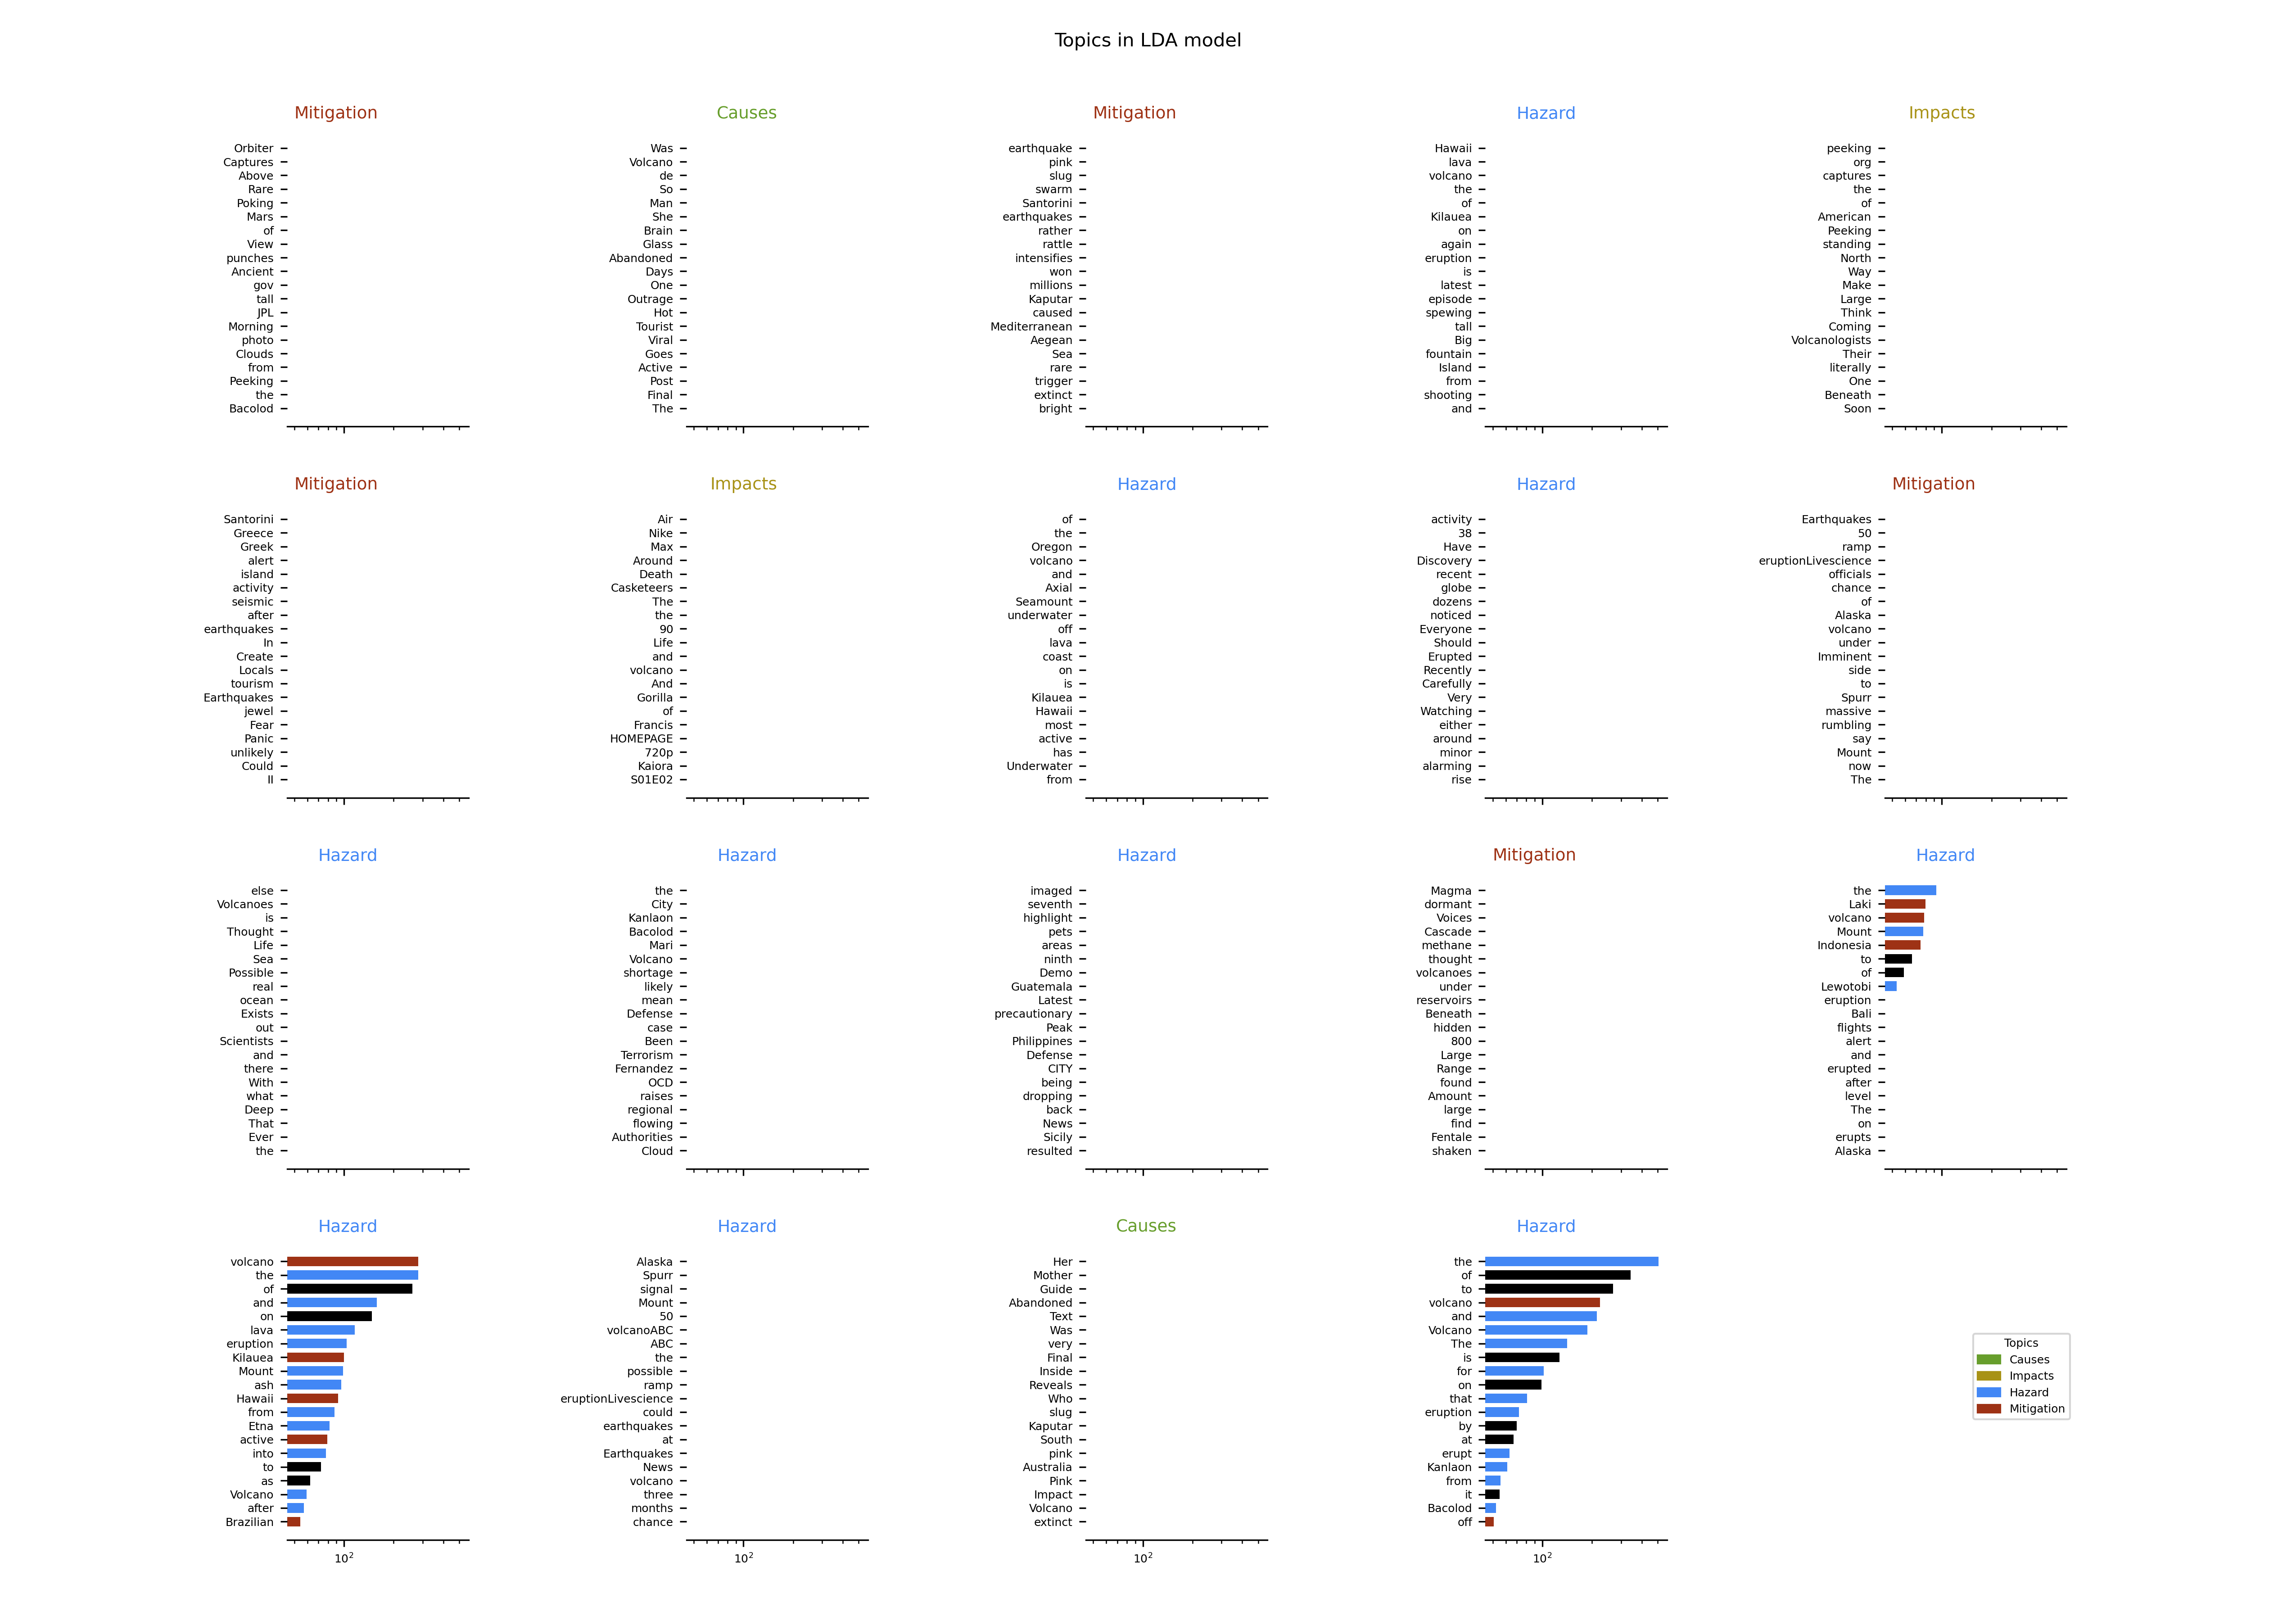 Topics in LDA model
Mitigation
Orbiter
Captures
Above
Rare
Poking
Mars
of
View
punches
Ancient
gov
tall
JPL
Morning
photo
Clouds
from
Peeking
the
Bacolod
Causes
Was
Volcano
de
So
Man
She
Brain
Glass
Abandoned
Days
One
Outrage
Hot
Tourist
Viral
Goes
Active
Post
Final
The
Mitigation
earthquake
pink
slug
swarm
Santorini
earthquakes
rather
rattle
intensifies
won
millions
Kaputar
caused
Mediterranean
Aegean
Sea
rare
trigger
extinct
bright
Hazard
Hawaii
lava
volcano
the
of
Kilauea
on
again
eruption
is
latest
episode
spewing
tall
Big
fountain
Island
from
shooting
and
Impacts
peeking
org
captures
the
of
American
Peeking
standing
North
Way
Make
Large
Think
Coming
Volcanologists
Their
literally
One
Beneath
Soon
Mitigation
Santorini
Greece
Greek
alert
island
activity
seismic
after
earthquakes
In
Create
Locals
tourism
Earthquakes
jewel
Fear
Panic
unlikely
Could
II
Impacts
Air
Nike
Max
Around
Death
Casketeers
The
the
90
Life
and
volcano
And
Gorilla
of
Francis
HOMEPAGE
720p
Kaiora
S01E02
Hazard
of
the
Oregon
volcano
and
Axial
Seamount
underwater
off
lava
coast
on
is
Kilauea
Hawaii
most
active
has
Underwater
from
Hazard
activity
38
Have
Discovery
recent
globe
dozens
noticed
Everyone
Should
Erupted
Recently
Carefully
Very
Watching
either
around
minor
alarming
rise
Mitigation
Earthquakes
50
ramp
eruptionLivescience
officials
chance
of
Alaska
volcano
under
Imminent
side
to
Spurr
massive
rumbling
say
Mount
now
The
Hazard
else
Volcanoes
is
Thought
Life
Sea
Possible
real
ocean
Exists
out
Scientists
and
there
With
what
Deep
That
Ever
the
Hazard
the
City
Kanlaon
Bacolod
Mari
Volcano
shortage
likely
mean
Defense
case
Been
Terrorism
Fernandez
OCD
raises
regional
flowing
Authorities
Cloud
Hazard
imaged
seventh
highlight
pets
areas
ninth
Demo
Guatemala
Latest
precautionary
Peak
Philippines
Defense
CITY
being
dropping
back
News
Sicily
resulted
Mitigation
Magma
dormant
Voices
Cascade
methane
thought
volcanoes
under
reservoirs
Beneath
hidden
800
Large
Range
found
Amount
large
find
Fentale
shaken
Hazard
the
Laki
volcano
Mount
Indonesia
to
of
Lewotobi
eruption
Bali
flights
alert
and
erupted
after
level
The
on
erupts
Alaska
Hazard
volcano
the
of
and
on
lava
eruption
Kilauea
Mount
ash
Hawaii
from
Etna
active
into
to
as
Volcano
after
Brazilian
10²
Hazard
Alaska
Spurr
signal
Mount
50
volcanoABC
ABC
the
possible
ramp
eruptionLivescience
could
earthquakes
at
Earthquakes
News
volcano
three
months
chance
10²
Causes
Her
Mother
Guide
Abandoned
Text
Was
very
Final
Inside
Reveals
Who
slug
Kaputar
South
pink
Australia
Pink
Impact
Volcano
extinct
10²
Hazard
the
of
to
volcano
and
Volcano
The
is
for
on
that
eruption
by
at
erupt
Kanlaon
from
it
Bacolod
off
10²
Topics
Causes
Impacts
Hazard
Mitigation